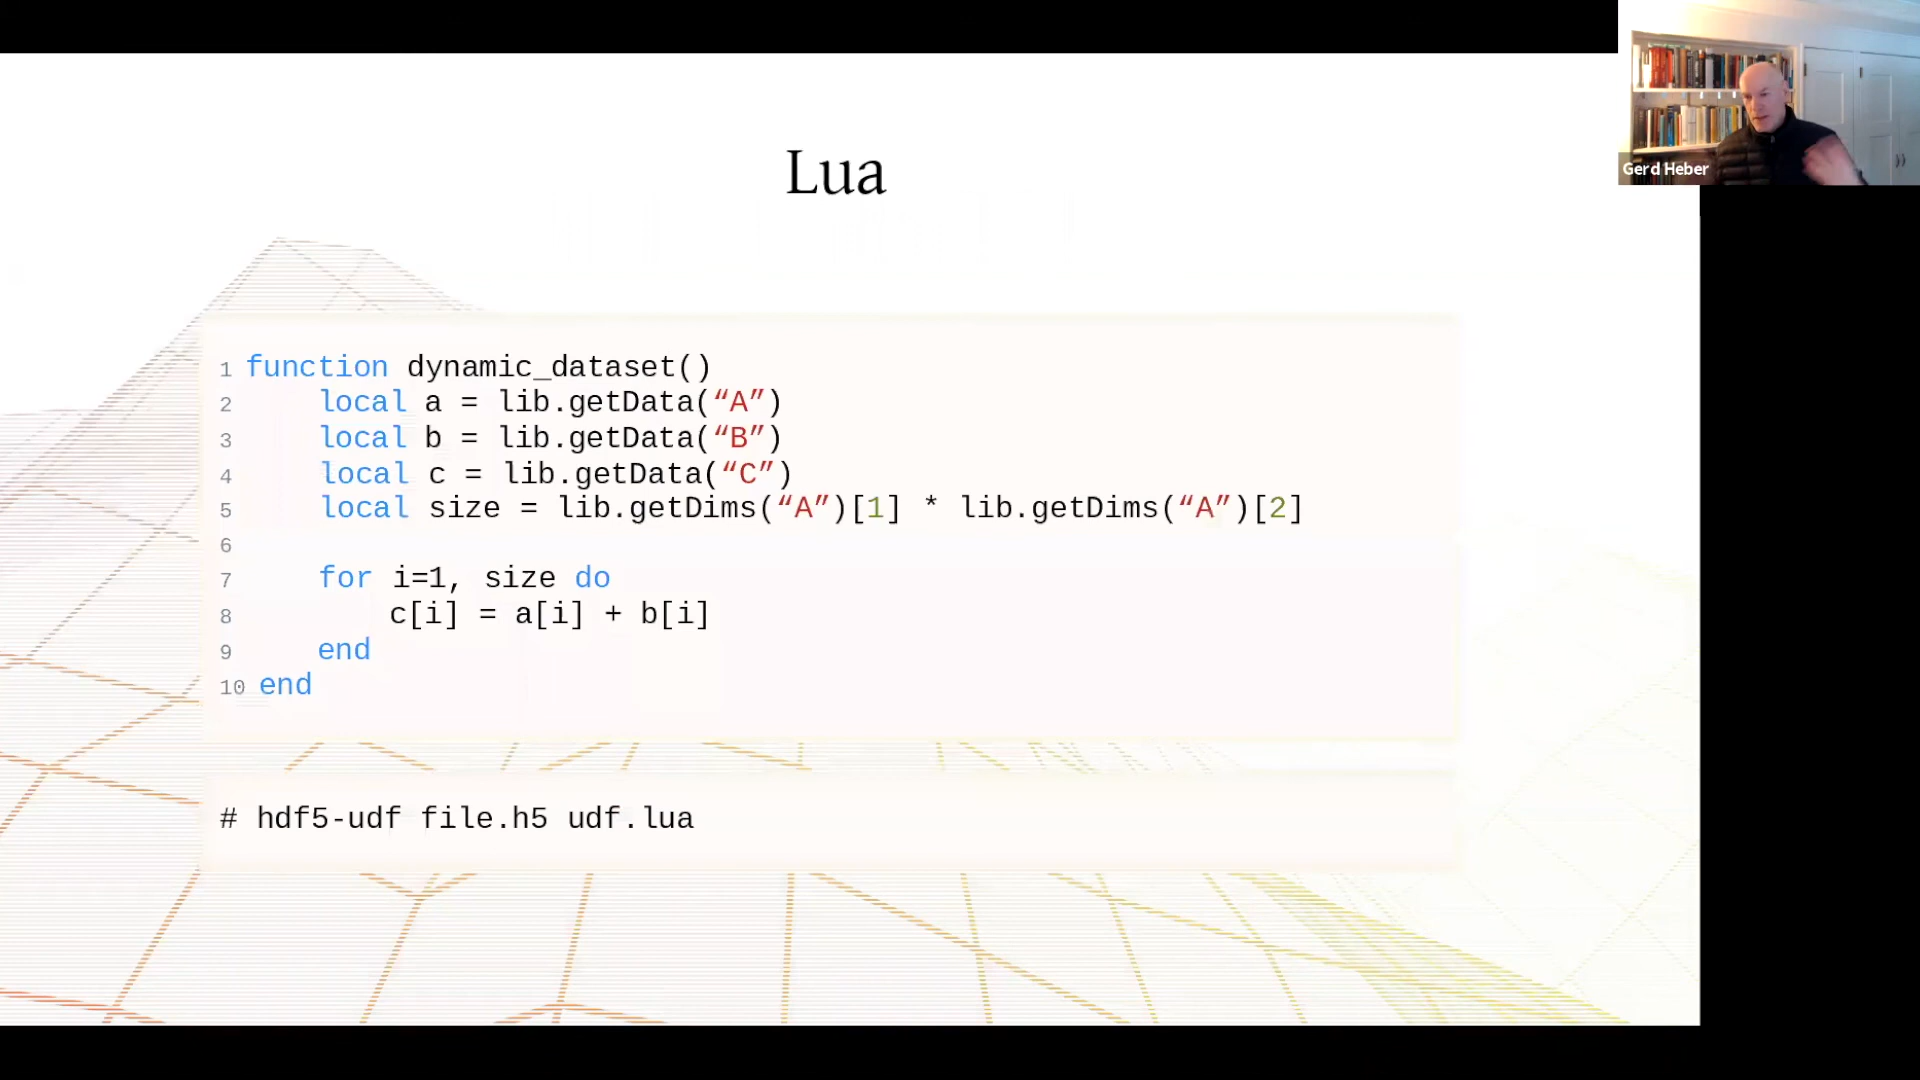 Lua
1 function dynamic_dataset()
2 local a = lib.getData(“A”)
3 local b = lib.getData(“B”)
4 local c = lib.getData(“C”)
5 local size = lib.getDims(“A”)[1] * lib.getDims(“A”)[2]
6
7 for i=1, size do
8 c[i] = a[i] + b[i]
9 end
10 end
# hdf5-udf file.h5 udf.lua
Gerd Heber